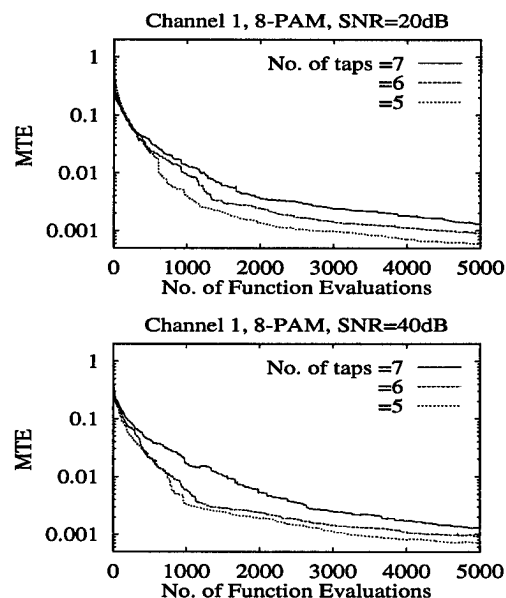 Channel 1, 8-PAM, SNR=20dB
1
0.1
0.01
0.001
MTE
No. of taps =7
=6
=5
0 1000 2000 3000 4000 5000
No. of Function Evaluations
Channel 1, 8-PAM, SNR=40dB
1
0.1
0.01
0.001
MTE
No. of taps =7
=6
=5
0 1000 2000 3000 4000 5000
No. of Function Evaluations